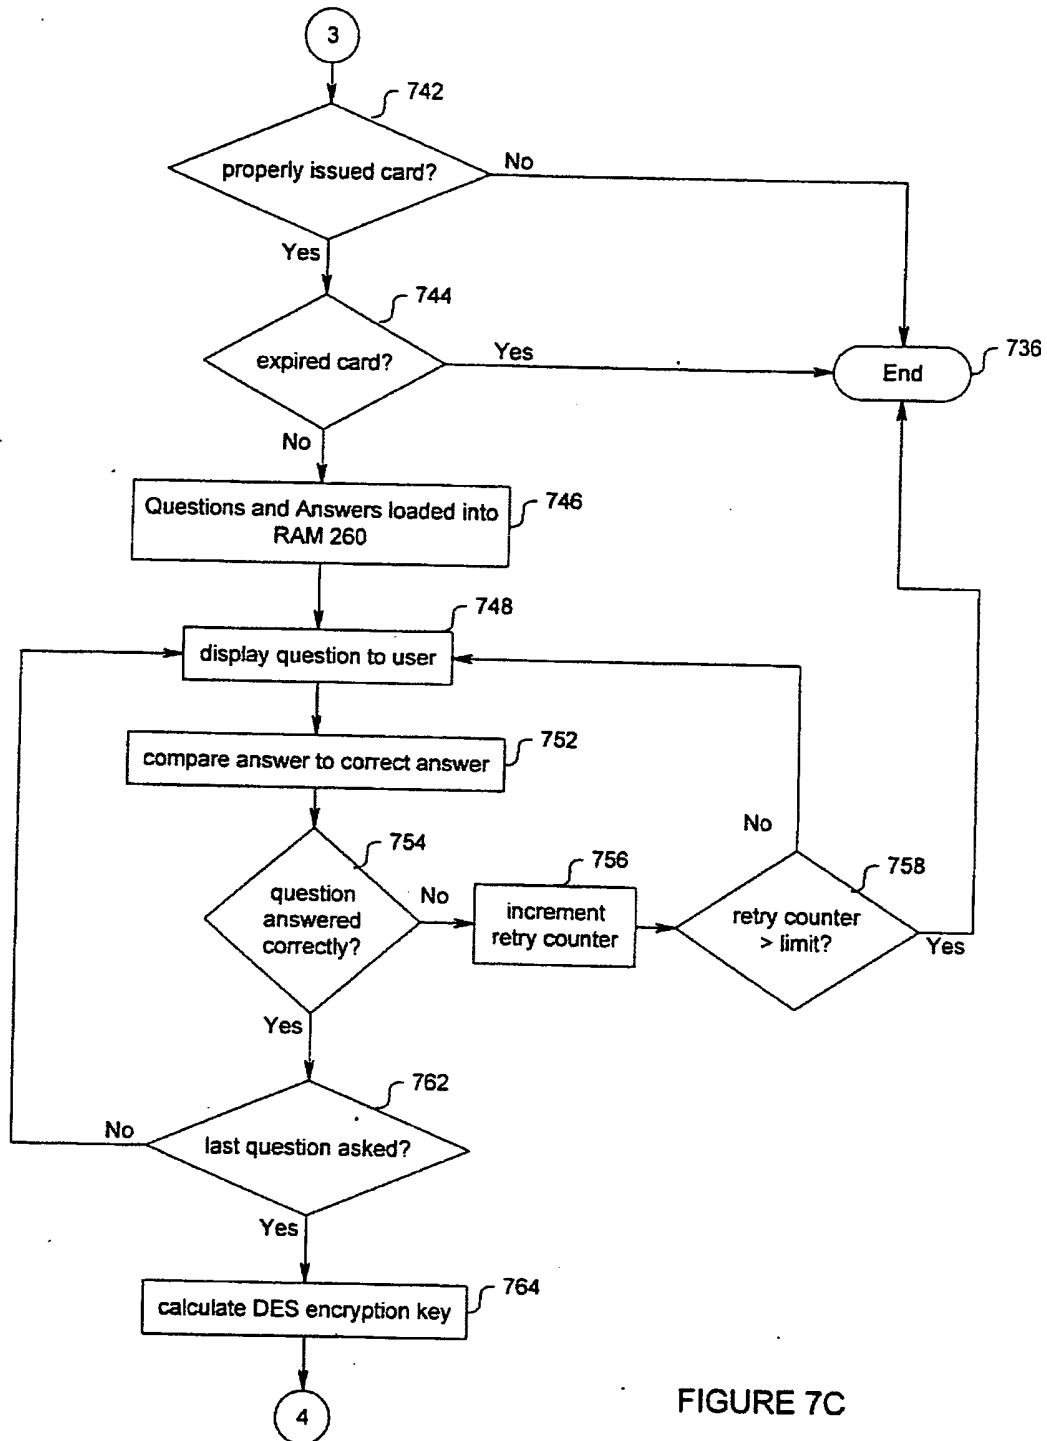 3
742
properly issued card?
No
Yes
744
expired card?
Yes
736
End
No
746
Questions and Answers loaded into
RAM 260
748
display question to user
752
compare answer to correct answer
754
question
answered
correctly?
No
756
increment
retry counter
No
758
retry counter
> limit?
Yes
Yes
762
No
last question asked?
Yes
764
calculate DES encryption key
4
FIGURE 7C